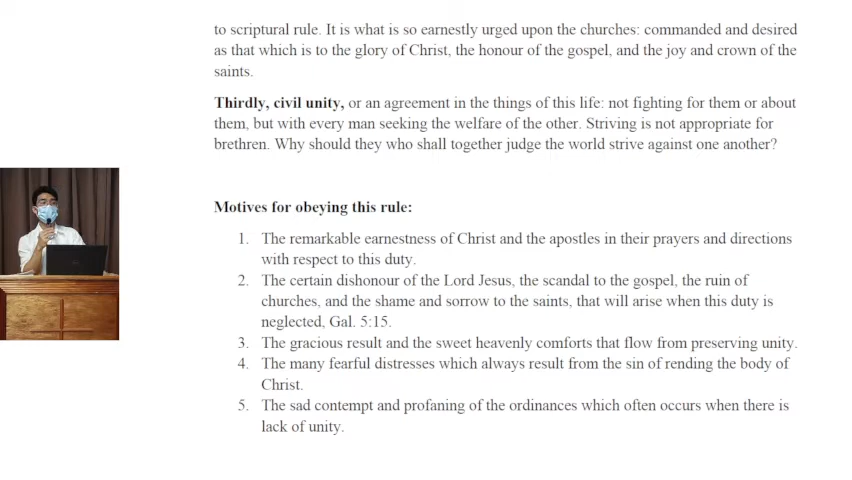 to scriptural rule. It is what is so earnestly urged upon the churches: commanded and desired
as that which is to the glory of Christ, the honour of the gospel, and the joy and crown of the
saints.
Thirdly, civil unity, or an agreement in the things of this life: not fighting for them or about
them, but with every man seeking the welfare of the other. Striving is not appropriate for
brethren. Why should they who shall together judge the world strive against one another?
Motives for obeying this rule:
1. The remarkable earnestness of Christ and the apostles in their prayers and directions
with respect to this duty.
2. The certain dishonour of the Lord Jesus, the scandal to the gospel, the ruin of
churches, and the shame and sorrow to the saints, that will arise when this duty is
neglected, Gal. 5:15.
3. The gracious result and the sweet heavenly comforts that flow from preserving unity.
4. The many fearful distresses which always result from the sin of rending the body of
Christ.
5. The sad contempt and profaning of the ordinances which often occurs when there is
lack of unity.